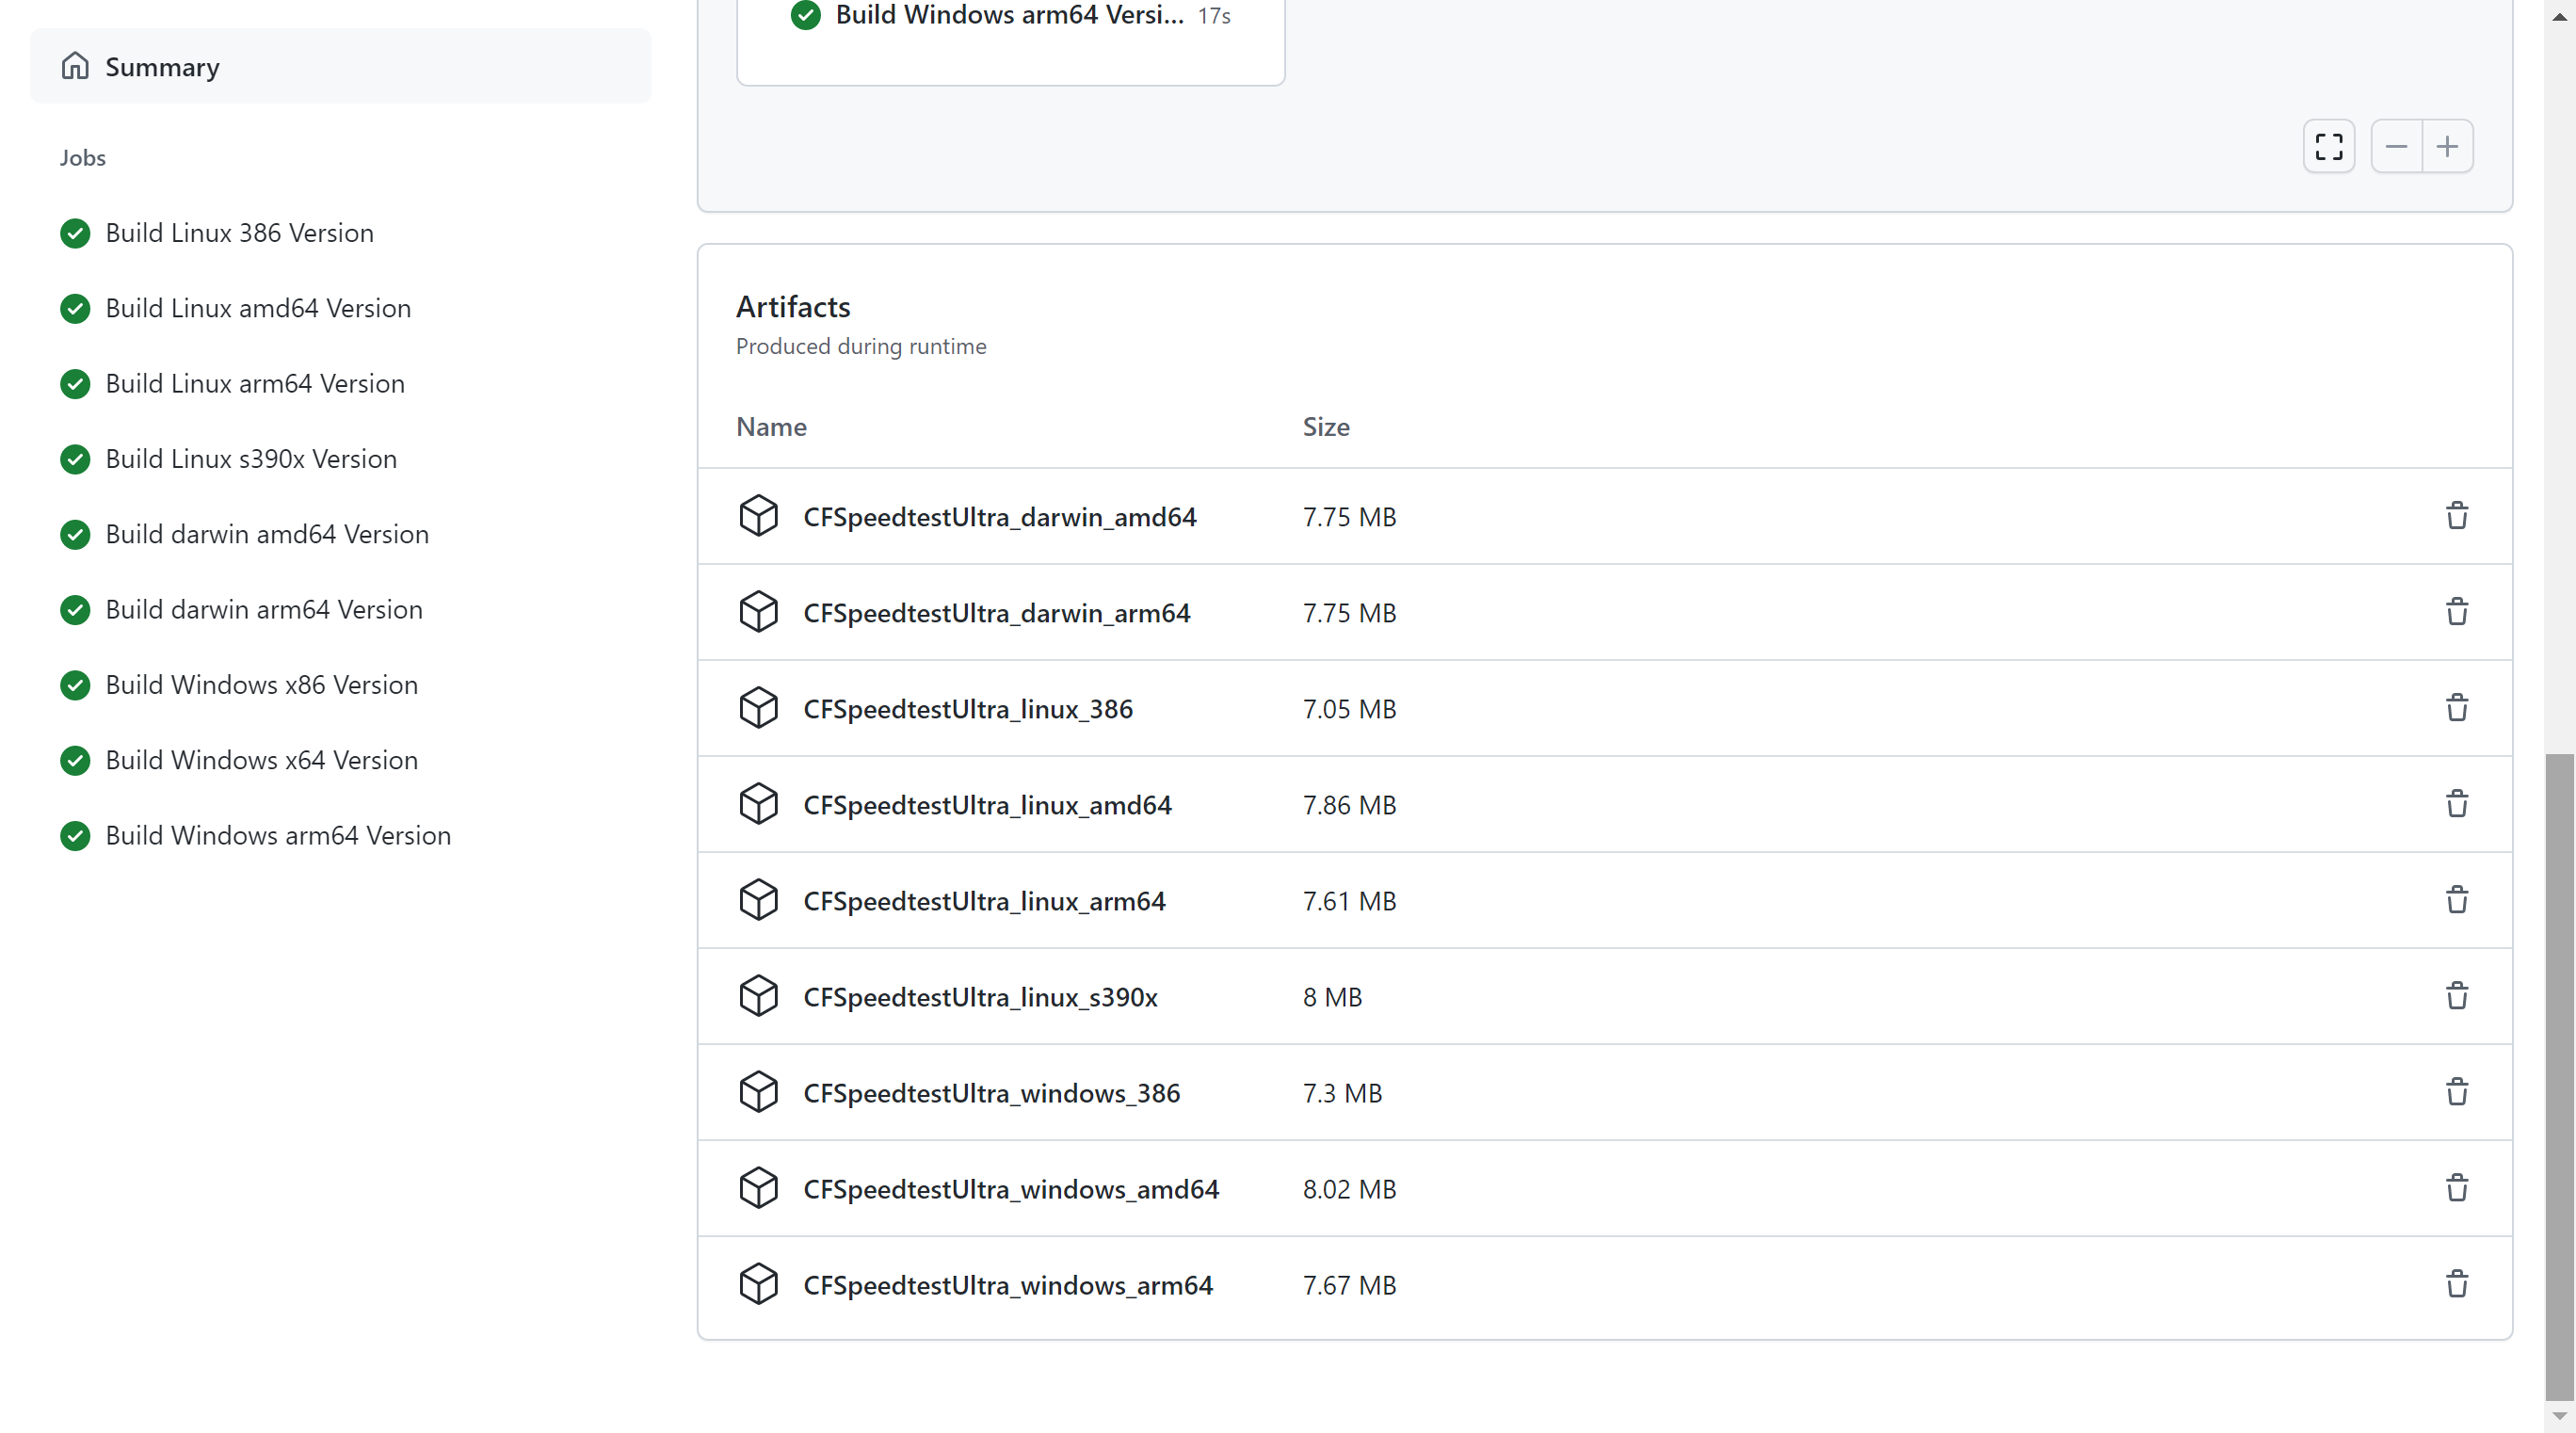 Summary
Jobs
Build Linux 386 Version
Build Linux amd64 Version
Build Linux arm64 Version
Build Linux s390x Version
Build darwin amd64 Version
Build darwin arm64 Version
Build Windows x86 Version
Build Windows x64 Version
Build Windows arm64 Version
Build Windows arm64 Versi... 17s
Artifacts
Produced during runtime
Name Size
CFSpeedtestUltra_darwin_amd64 7.75 MB
CFSpeedtestUltra_darwin_arm64 7.75 MB
CFSpeedtestUltra_linux_386 7.05 MB
CFSpeedtestUltra_linux_amd64 7.86 MB
CFSpeedtestUltra_linux_arm64 7.61 MB
CFSpeedtestUltra_linux_s390x 8 MB
CFSpeedtestUltra_windows_386 7.3 MB
CFSpeedtestUltra_windows_amd64 8.02 MB
CFSpeedtestUltra_windows_arm64 7.67 MB